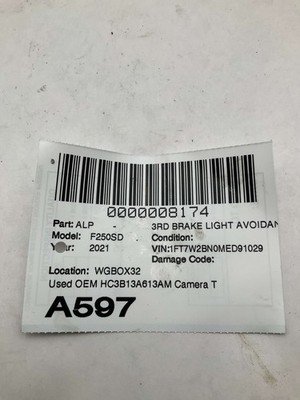 0000008174
Part: ALP - 3RD BRAKE LIGHT AVOIDAN
Model: F250SD Condition:
Year: 2021 VIN:1FT7W2BN0MED91029
Damage Code:
Location: WGBOX32
Used OEM HC3B13A613AM Camera T
A597